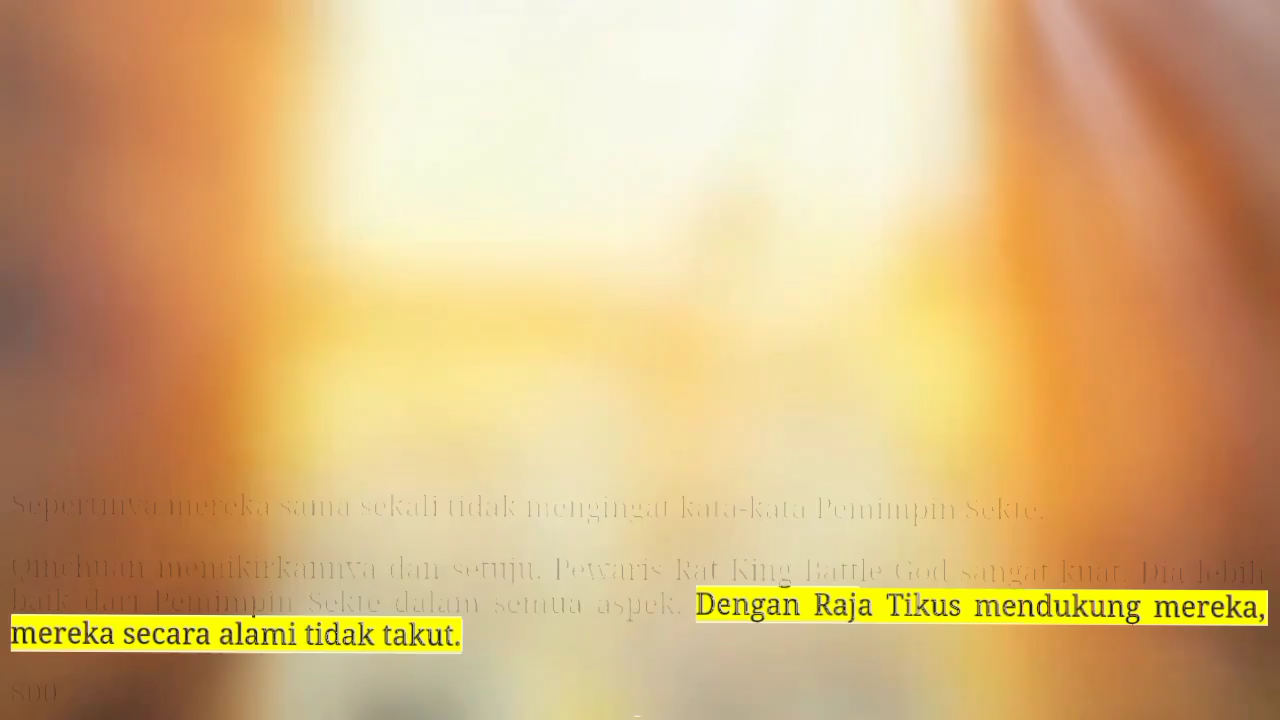 Sepertinya mereka sama sekali tidak mengingat kata-kata Pemimpin Sekte.
Qinchuan memikirkannya dan setuju. Pewaris Rat King Battle God sangat kuat. Dia lebih
baik dari Pemimpin Sekte dalam semua aspek. Dengan Raja Tikus mendukung mereka,
mereka secara alami tidak takut.